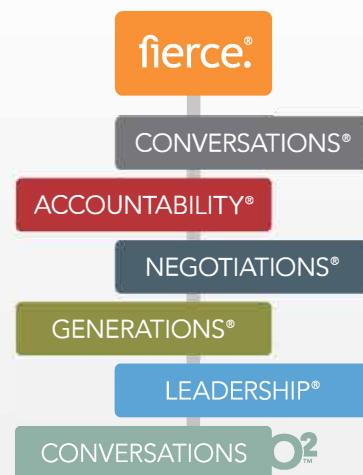 fierce.®
CONVERSATIONS®
ACCOUNTABILITY®
NEGOTIATIONS®
GENERATIONS®
LEADERSHIP®
CONVERSATIONS O2™